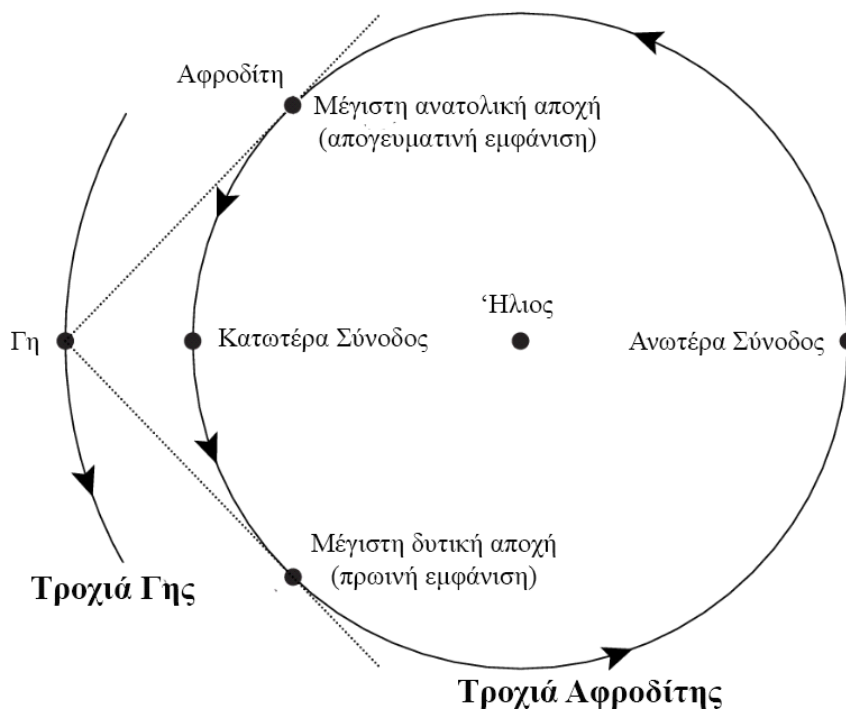 Αφροδίτη
Μέγιστη ανατολική αποχή
(απογευματινή εμφάνιση)
‘Ηλιος
Γη
Κατωτέρα Σύνοδος
Ανωτέρα Σύνοδος
Μέγιστη δυτική αποχή
(πρωινή εμφάνιση)
Τροχιά Γης
Τροχιά Αφροδίτης